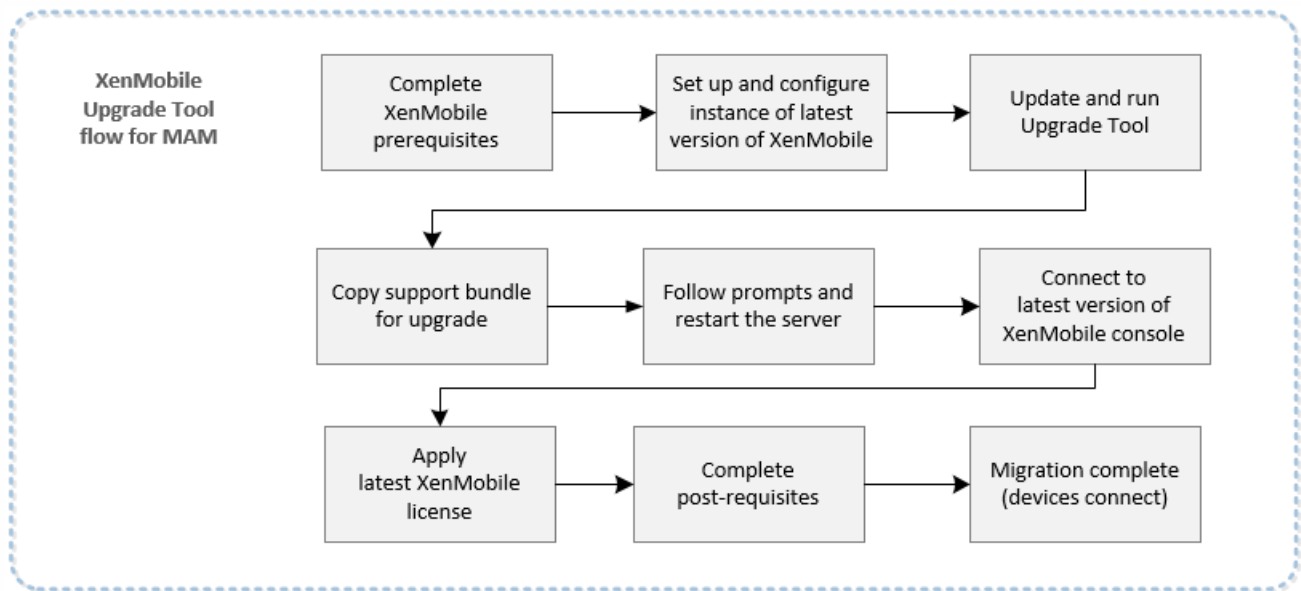 XenMobile
Upgrade Tool
flow for MAM
Complete
XenMobile
prerequisites
Set up and configure
instance of latest
version of XenMobile
Update and run
Upgrade Tool
Copy support bundle
for upgrade
Follow prompts and
restart the server
Connect to
latest version of
XenMobile console
Apply
latest XenMobile
license
Complete
post-requisites
Migration complete
(devices connect)